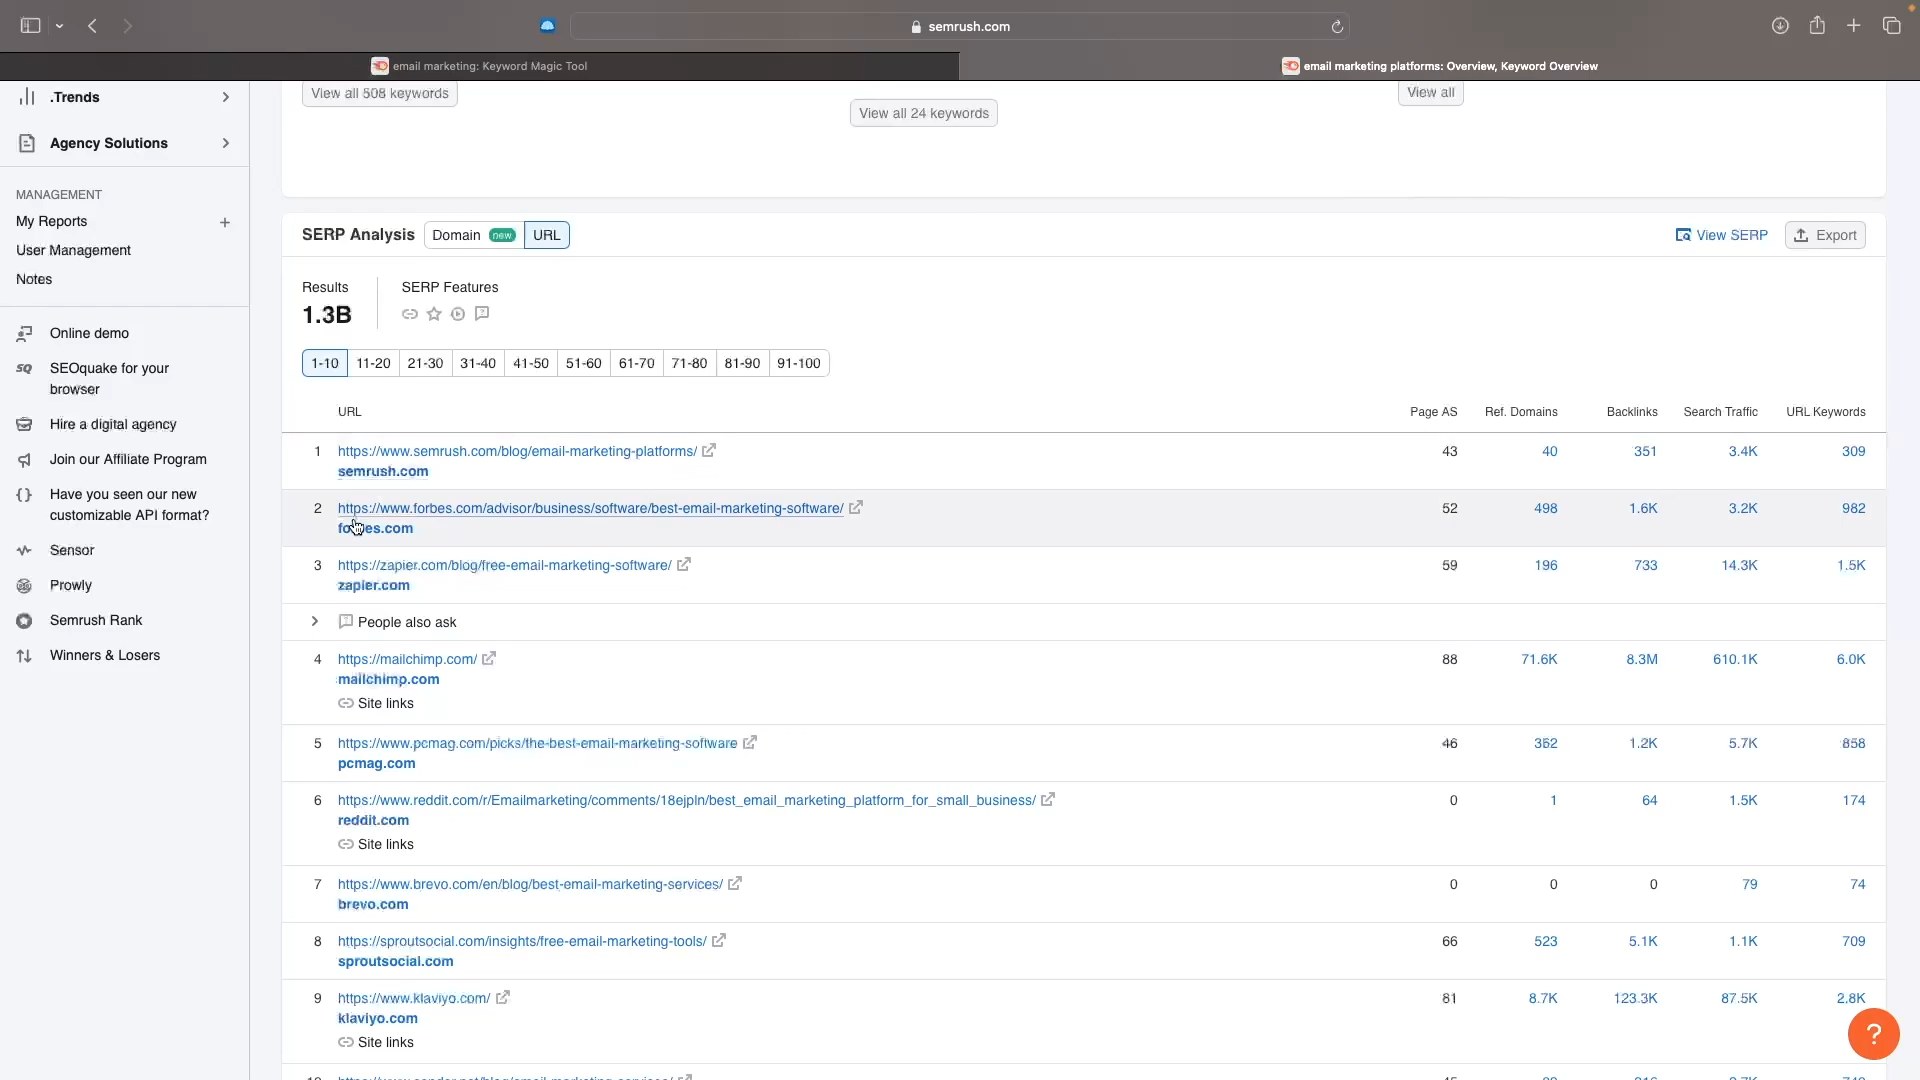 semrush.com
email marketing: Keyword Magic Tool
email marketing platforms: Overview, Keyword Overview
.Trends
Agency Solutions
MANAGEMENT
My Reports
User Management
Notes
Online demo
SQ SEOquake for your
browser
Hire a digital agency
Join our Affiliate Program
Have you seen our new
customizable API format?
Sensor
Prowly
Semrush Rank
Winners & Losers
View all 508 keywords
View all 24 keywords
View all
SERP Analysis Domain new URL
View SERP Export
Results SERP Features
1.3B
1-10 11-20 21-30 31-40 41-50 51-60 61-70 71-80 81-90 91-100
URL Page AS Ref. Domains Backlinks Search Traffic URL Keywords
1 https://www.semrush.com/blog/email-marketing-platforms/ 43 40 351 3.4K 309
semrush.com
2 https://www.forbes.com/advisor/business/software/best-email-marketing-software/ 52 498 1.6K 3.2K 982
forbes.com
3 https://zapier.com/blog/free-email-marketing-software/ 59 196 733 14.3K 1.5K
zapier.com
People also ask
4 https://mailchimp.com/ 88 71.6K 8.3M 610.1K 6.0K
mailchimp.com
Site links
5 https://www.pcmag.com/picks/the-best-email-marketing-software 46 362 1.2K 5.7K 858
pcmag.com
6 https://www.reddit.com/r/Emailmarketing/comments/18ejpln/best_email_marketing_platform_for_small_business/ 0 1 64 1.5K 174
reddit.com
Site links
7 https://www.brevo.com/en/blog/best-email-marketing-services/ 0 0 0 79 74
brevo.com
8 https://sproutsocial.com/insights/free-email-marketing-tools/ 66 523 5.1K 1.1K 709
sproutsocial.com
9 https://www.klaviyo.com/ 81 8.7K 123.3K 87.5K 2.8K
klaviyo.com
Site links
?